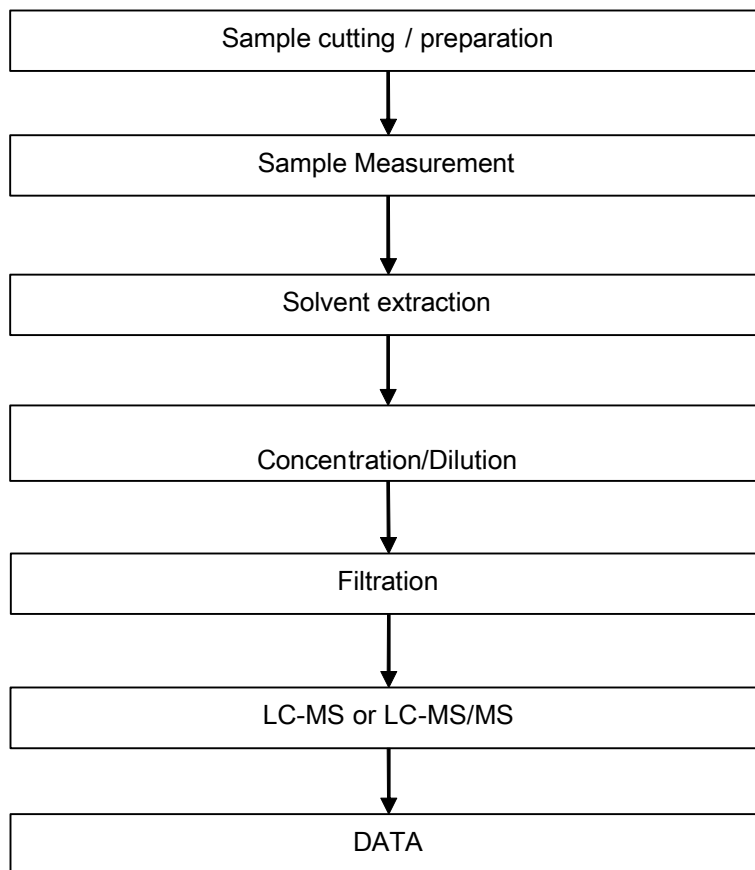 Sample cutting / preparation
Sample Measurement
Solvent extraction
Concentration/Dilution
Filtration
LC-MS or LC-MS/MS
DATA